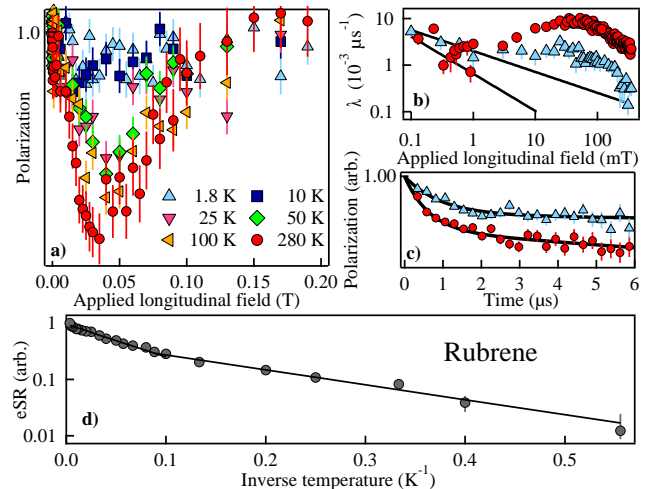 1.0
Polarization
1.8 K
10 K
25 K
50 K
100 K
280 K
a)
0.00
0.05
0.10
0.15
0.20
Applied longitudinal field (T)
10
1
0.1
λ (10⁻³ μs⁻¹)
b)
0.1
1
10
100
Applied longitudinal field (mT)
1.00
Polarization (arb.)
c)
0
1
2
3
4
5
6
Time (μs)
1
0.1
0.01
eSR (arb.)
Rubrene
d)
0.0
0.1
0.2
0.3
0.4
0.5
Inverse temperature (K⁻¹)